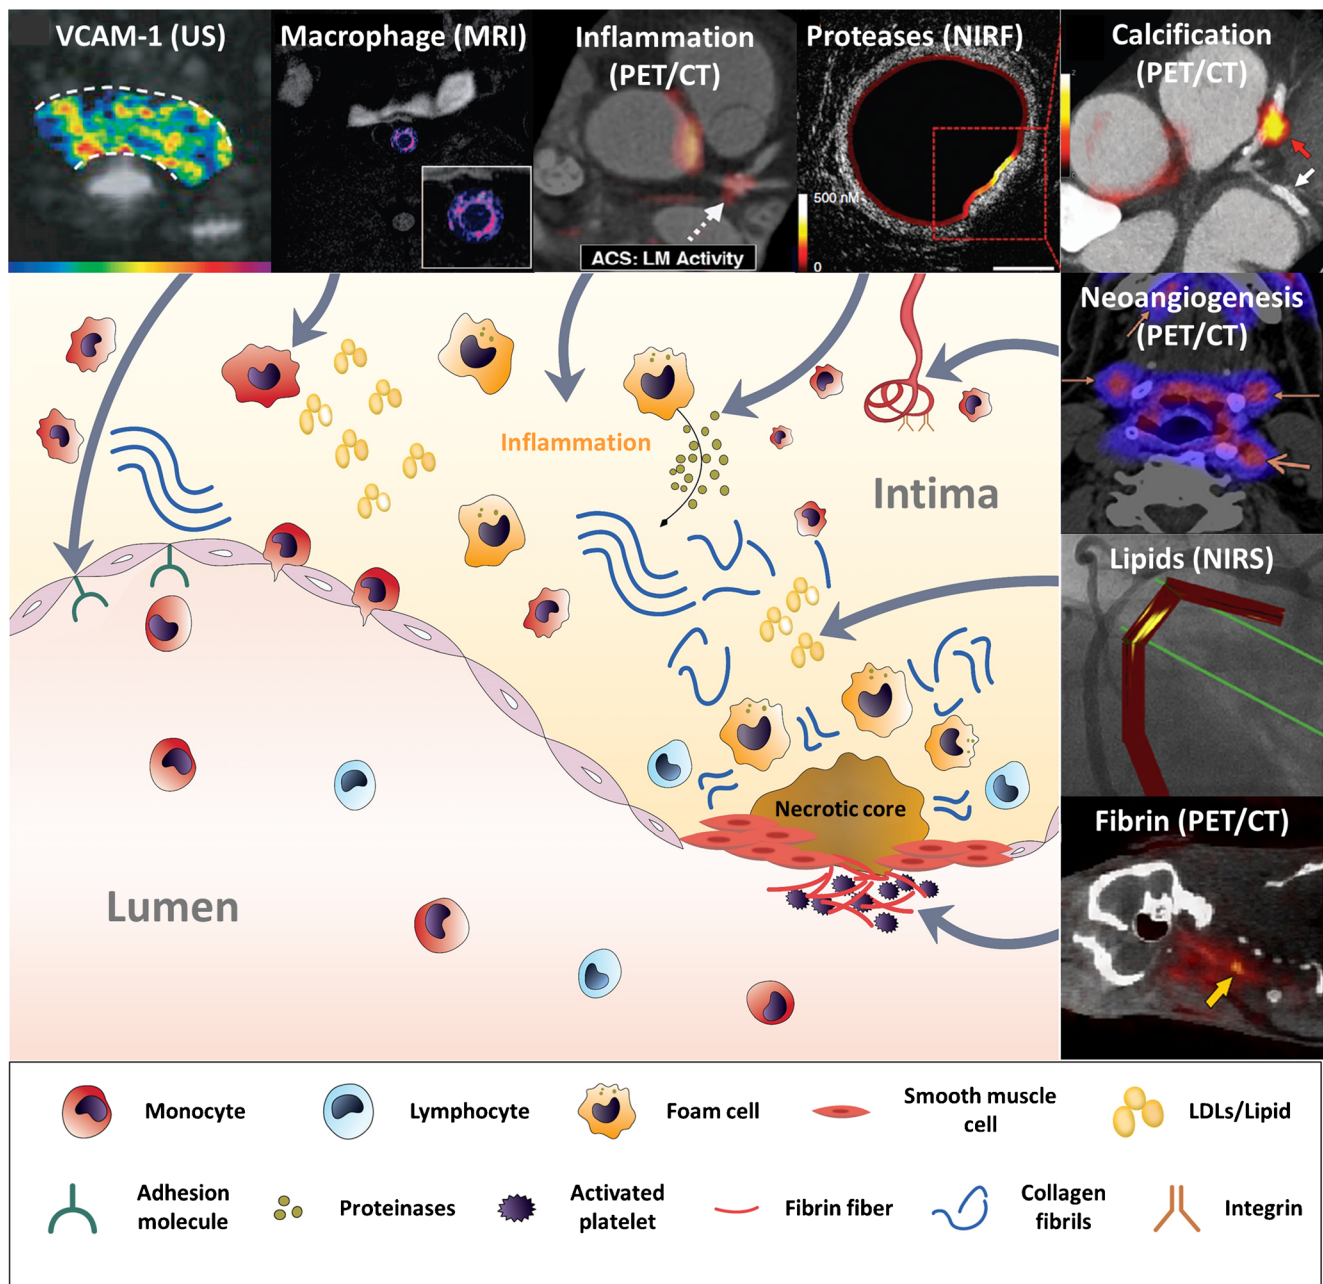 VCAM-1 (US)
Macrophage (MRI)
Inflammation
(PET/CT)
ACS: LM Activity
Proteases (NIRF)
500 nM
0
Calcification
(PET/CT)
Neoangiogenesis
(PET/CT)
Lipids (NIRS)
Fibrin (PET/CT)
Inflammation
Intima
Necrotic core
Lumen
Monocyte
Lymphocyte
Foam cell
Smooth muscle
cell
LDLs/Lipid
Adhesion
molecule
Proteinases
Activated
platelet
Fibrin fiber
Collagen
fibrils
Integrin